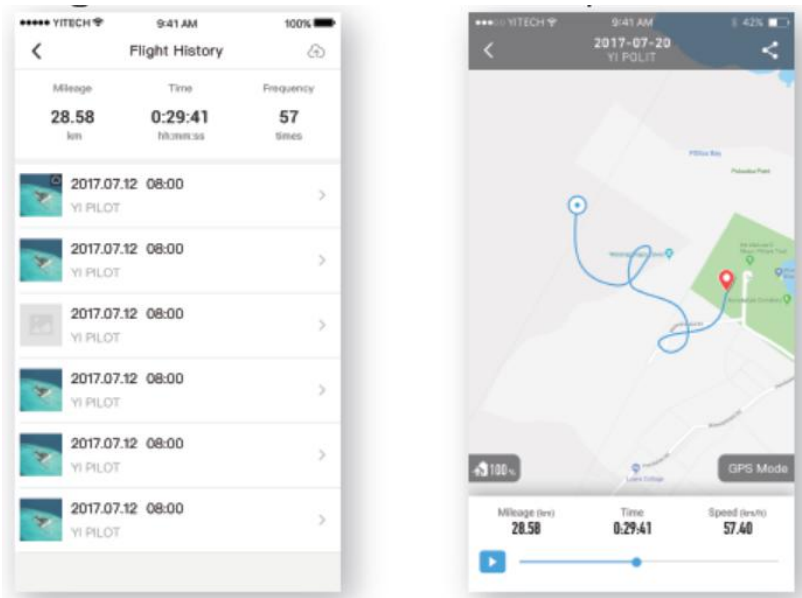 YITECH
9:41 AM
100%
Flight History
Mileage
Time
Frequency
28.58
0:29:41
57
km
hh:mm:ss
times
2017.07.12 08:00
YI PILOT
2017.07.12 08:00
YI PILOT
2017.07.12 08:00
YI PILOT
2017.07.12 08:00
YI PILOT
2017.07.12 08:00
YI PILOT
2017.07.12 08:00
YI PILOT
YITECH
9:41 AM
42%
2017-07-20
YI POLIT
Bay
Point
100%
GPS Mode
Mileage (km)
Time
Speed (km/h)
28.58
0:29:41
57.40